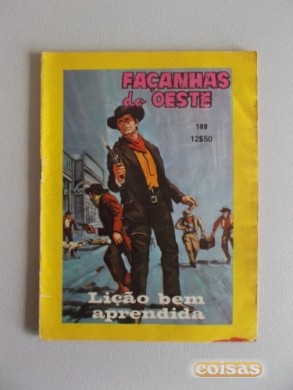 FAÇANHAS
do OESTE
188
12$50
Lição bem
aprendida
coisas